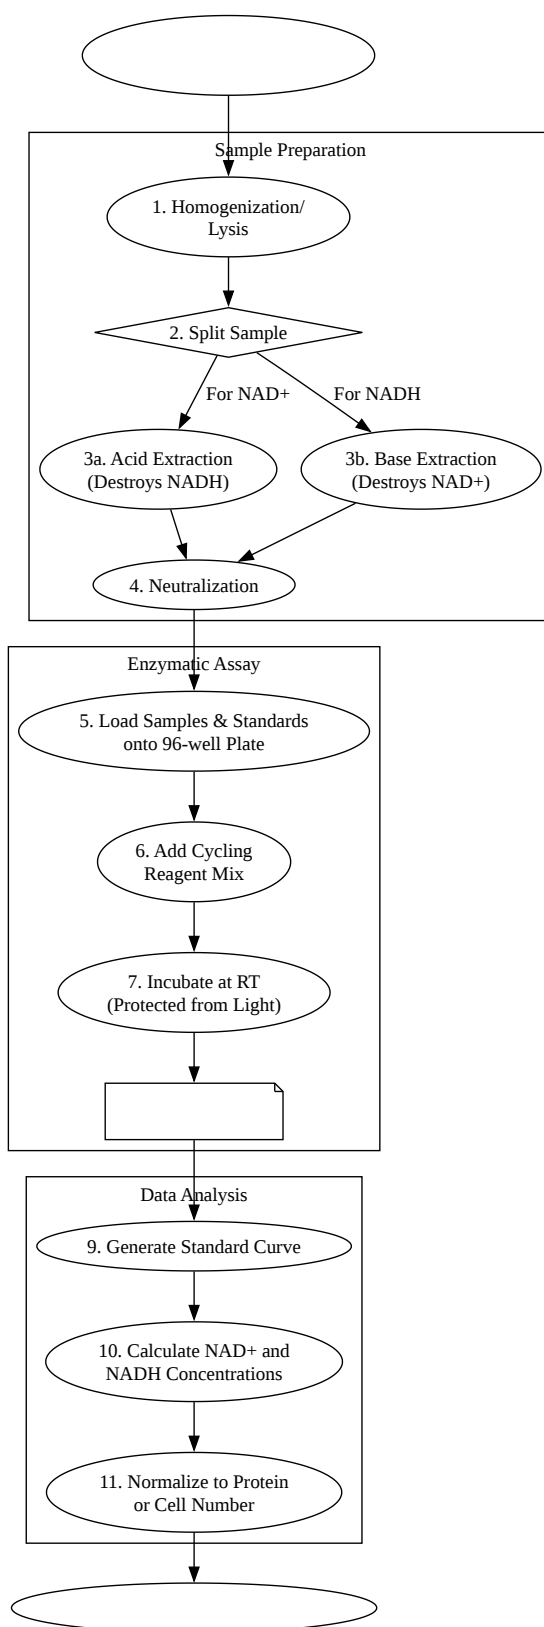 Sample Preparation
1. Homogenization/
Lysis
2. Split Sample
For NAD+
For NADH
3a. Acid Extraction
(Destroys NADH)
3b. Base Extraction
(Destroys NAD+)
4. Neutralization
Enzymatic Assay
5. Load Samples & Standards
onto 96-well Plate
6. Add Cycling
Reagent Mix
7. Incubate at RT
(Protected from Light)
Data Analysis
9. Generate Standard Curve
10. Calculate NAD+ and
NADH Concentrations
11. Normalize to Protein
or Cell Number